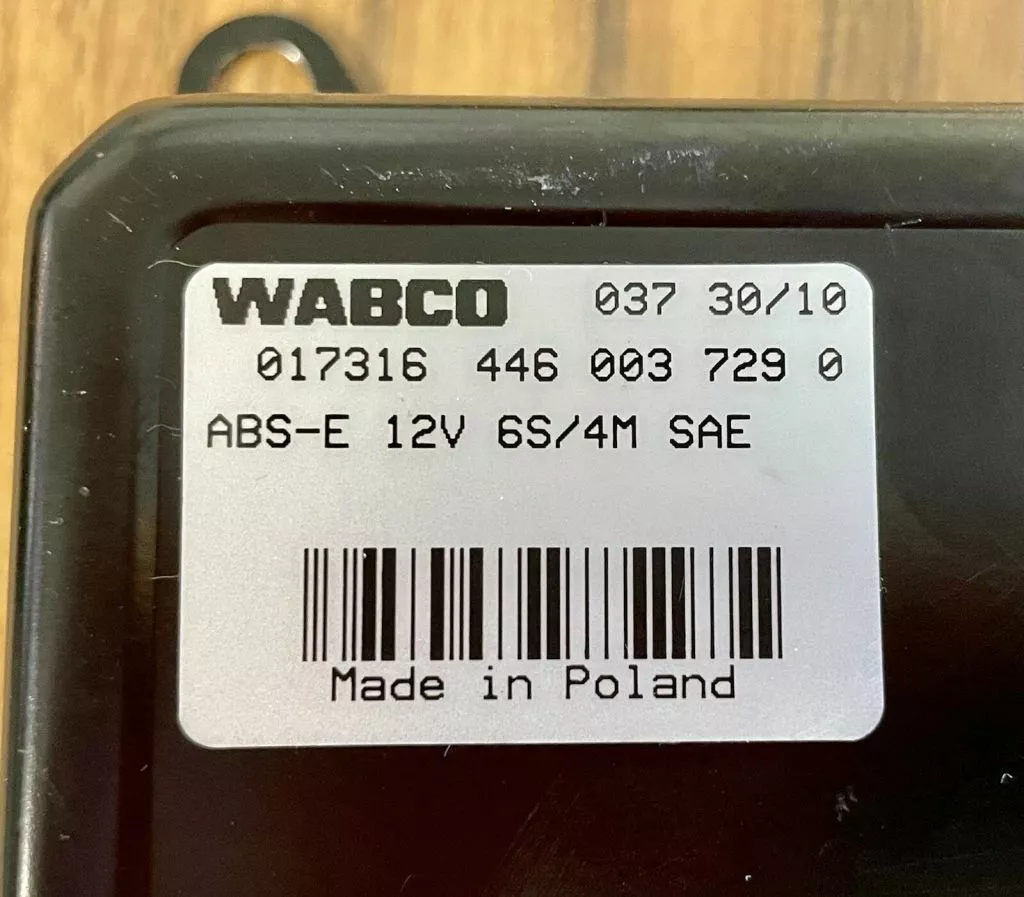 WABCO 037 30/10
017316 446 003 729 0
ABS-E 12V 6S/4M SAE
Made in Poland